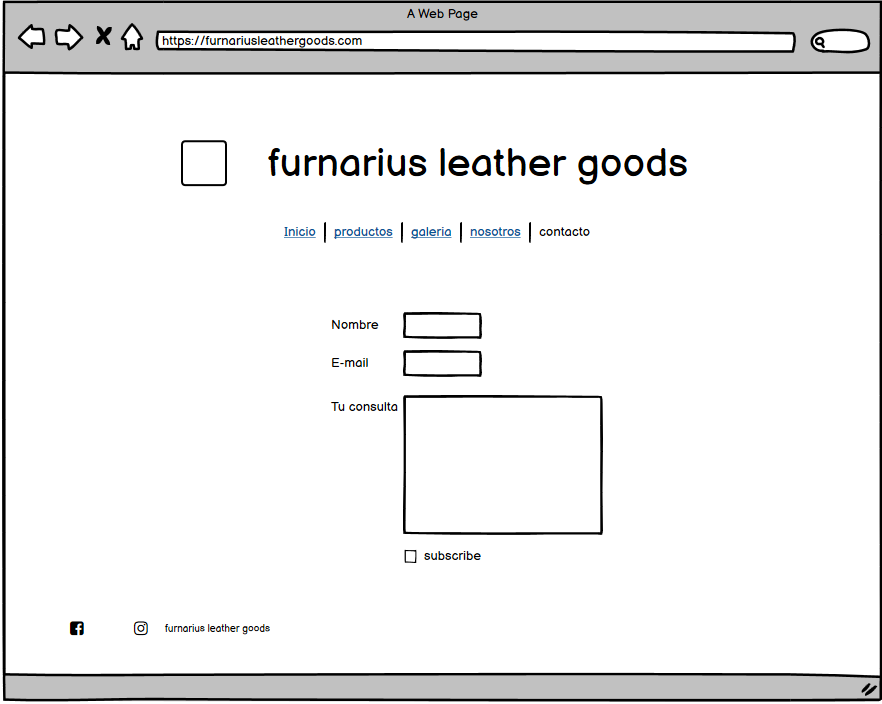 A Web Page
https://furnariusleathergoods.com
furnarius leather goods
Inicio productos galeria nosotros contacto
Nombre
E-mail
Tu consulta
subscribe
furnarius leather goods